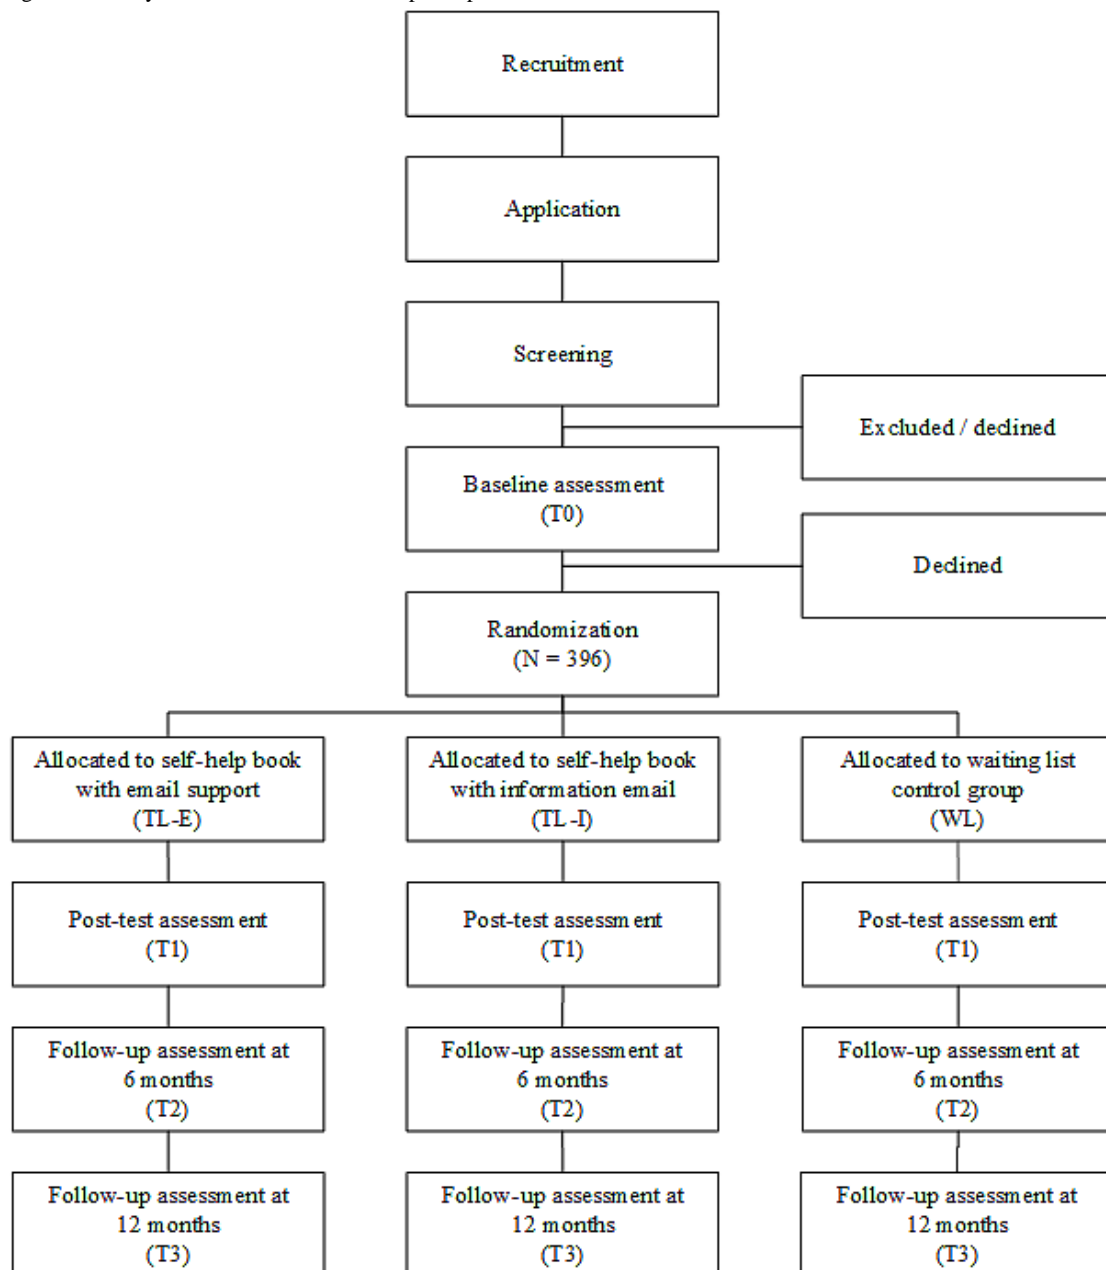 Recruitment
Application
Screening
Excluded / declined
Baseline assessment
(T0)
Declined
Randomization
(N = 396)
Allocated to self-help book
with email support
(TL-E)
Allocated to self-help book
with information email
(TL-I)
Allocated to waiting list
control group
(WL)
Post-test assessment
(T1)
Post-test assessment
(T1)
Post-test assessment
(T1)
Follow-up assessment at
6 months
(T2)
Follow-up assessment at
6 months
(T2)
Follow-up assessment at
6 months
(T2)
Follow-up assessment at
12 months
(T3)
Follow-up assessment at
12 months
(T3)
Follow-up assessment at
12 months
(T3)